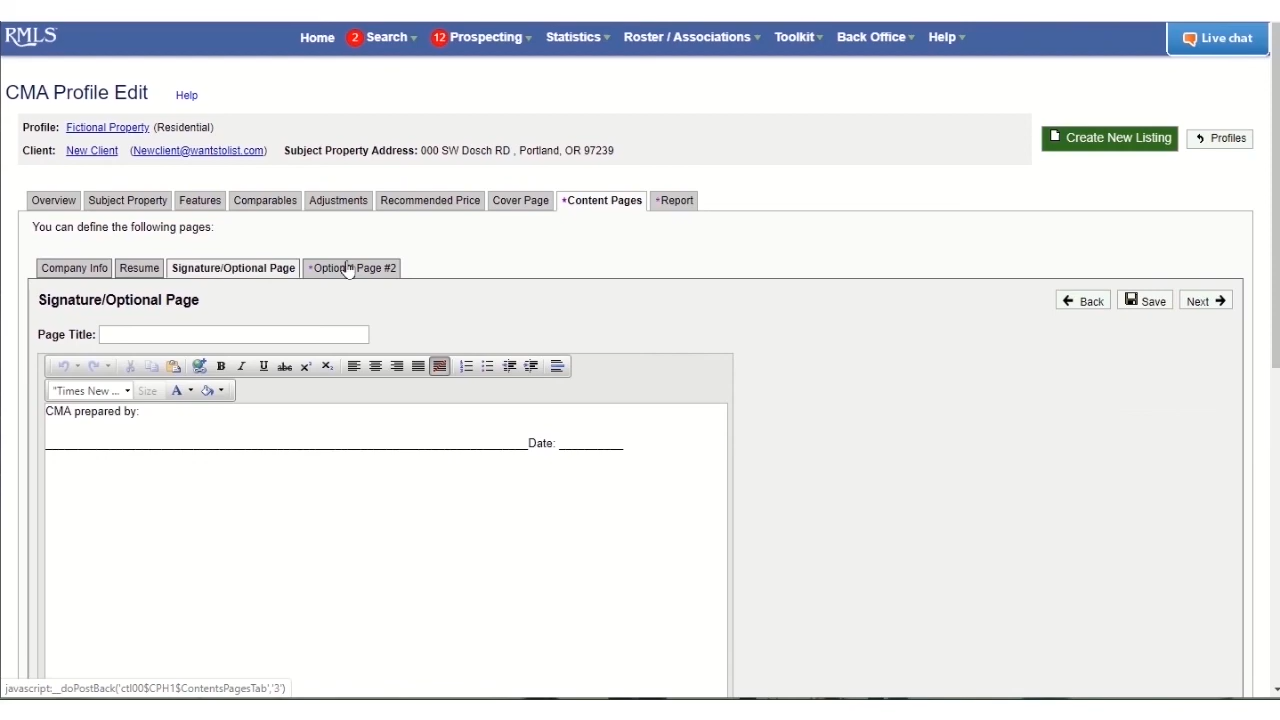 RMLS
Home 2 Search 12 Prospecting Statistics Roster / Associations Toolkit Back Office Help Live chat
CMA Profile Edit Help
Profile: Fictional Property (Residential)
Create New Listing Profiles
Client: New Client (Newclient@wantstolist.com) Subject Property Address: 000 SW Dosch RD , Portland, OR 97239
Overview Subject Property Features Comparables Adjustments Recommended Price Cover Page *Content Pages *Report
You can define the following pages:
Company Info Resume Signature/Optional Page *Optional Page #2
Signature/Optional Page
Back Save Next
Page Title:
B I U abc x² x₂
"Times New ... Size A
CMA prepared by:
Date:
javascript:__doPostBack('ctl00$CPH1$ContentsPagesTab','3')